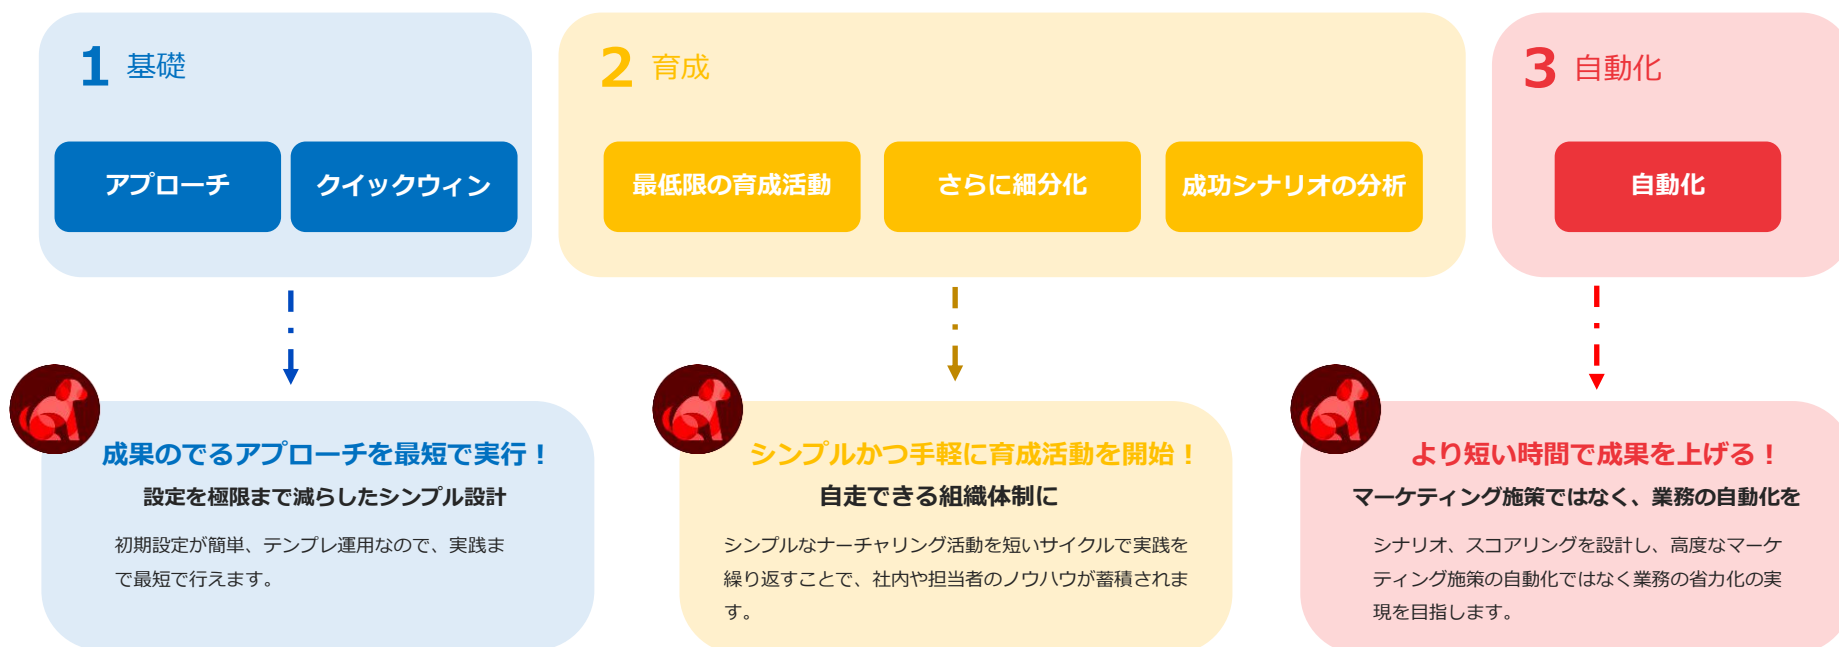 1 基礎
アプローチ
クイックウィン
2 育成
最低限の育成活動
さらに細分化
成功シナリオの分析
3 自動化
自動化
成果のでるアプローチを最短で実行！
設定を極限まで減らしたシンプル設計
初期設定が簡単、テンプレ運用なので、実践ま
で最短で行えます。
シンプルかつ手軽に育成活動を開始！
自走できる組織体制に
シンプルなナーチャリング活動を短いサイクルで実践を
繰り返すことで、社内や担当者のノウハウが蓄積されま
す。
より短い時間で成果を上げる！
マーケティング施策ではなく、業務の自動化を
シナリオ、スコアリングを設計し、高度なマーケ
ティング施策の自動化ではなく業務の省力化の実
現を目指します。